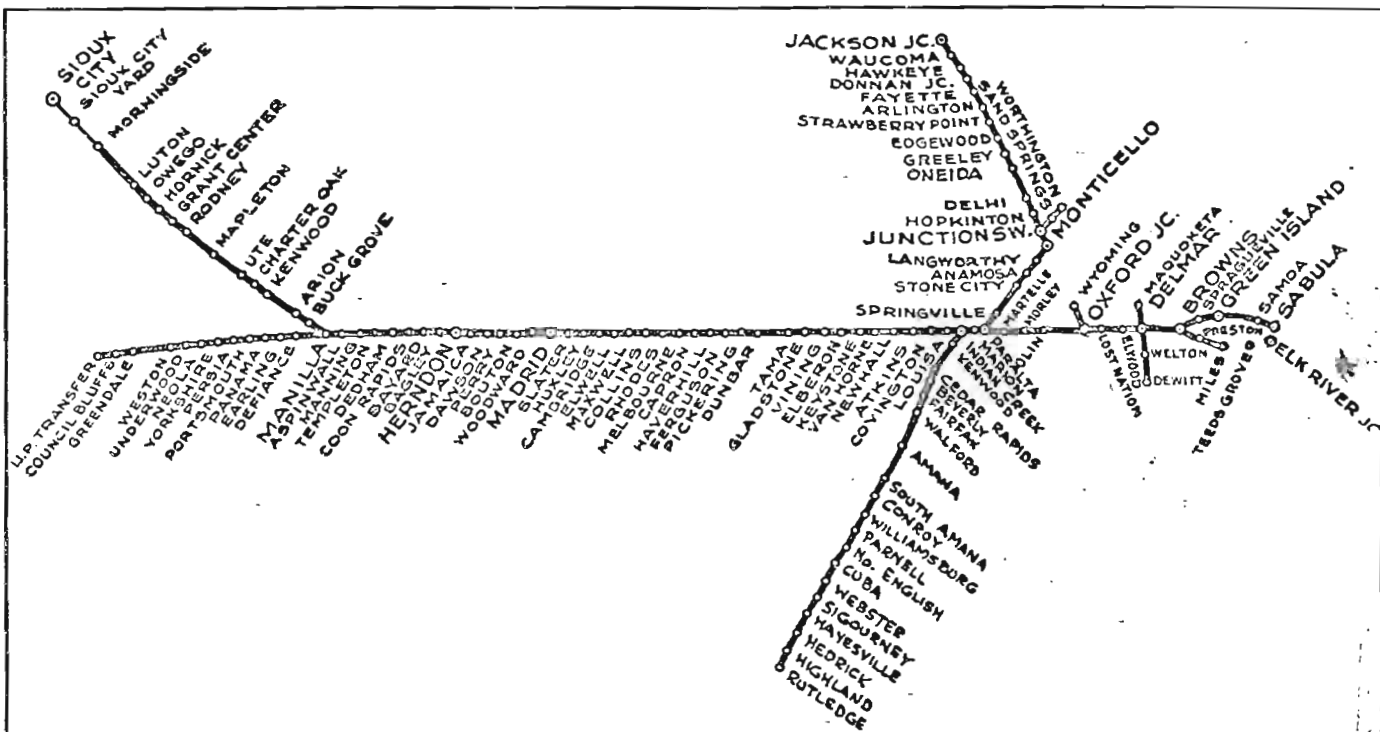 SIOUX
CITY
SIOUX CITY
YARD
MORNINGSIDE
LUTON
OWEGO
HORNICK
GRANT CENTER
RODNEY
MAPLETON
UTE
CHARTER OAK
KENWOOD
ARION
BUCK GROVE
JACKSON JC.
WAUCOMA
HAWKEYE
DONNAN JC.
FAYETTE
ARLINGTON
STRAWBERRY POINT
EDGEWOOD
GREELEY
ONEIDA
DELHI
HOPKINTON
JUNCTION SW.
WORTHINGTON
SAND SPRINGS
MONTICELLO
LANGWORTHY
ANAMOSA
STONE CITY
SPRINGVILLE
MARTELLE
MORLEY
WYOMING
OXFORD JC.
MAQUOKETA
DELMAR
BROWNS
SPRAGUEVILLE
GREEN ISLAND
SAMOA
SABULA
ELK RIVER JC
PRESTON
MILES
TEEDS GROVE
LOST NATION
ELYWOOD
WELTON
DEWITT
U.P. TRANSFER
COUNCIL BLUFFS
GREENDALE
WESTON
UNDERWOOD
NEOLA
YORKSHIRE
PERSIA
PORTSMOUTH
PANAMA
EARLING
DEFIANCE
MANILLA
ASPINWALL
MANNING
TEMPLETON
DEDHAM
COON RAPIDS
BAYARD
BAGLEY
HERNDON
JAMAICA
DAWSON
PERRY
BOUTON
WOODWARD
MADRID
SLATER
HUXLEY
CAMBRIDGE
ELWELL
MAXWELL
COLLINS
RHODES
MELBOURNE
CAPRON
HAVERHILL
FERGUSON
PICKERING
DUNBAR
TAMA
GLADSTONE
VINING
ELBERON
KEYSTONE
VAN HORNE
NEWHALL
ATKINS
COVINGTON
LOUISA
PARALTA
MARION
INDIAN CREEK
KENWOOD
OLIN
CEDAR RAPIDS
BEVERLY
FAIRFAX
WALFORD
AMANA
SOUTH AMANA
CONROY
WILLIAMSBURG
PARNELL
NO. ENGLISH
CUBA
WEBSTER
SIGOURNEY
HAYESVILLE
HEDRICK
HIGHLAND
RUTLEDGE